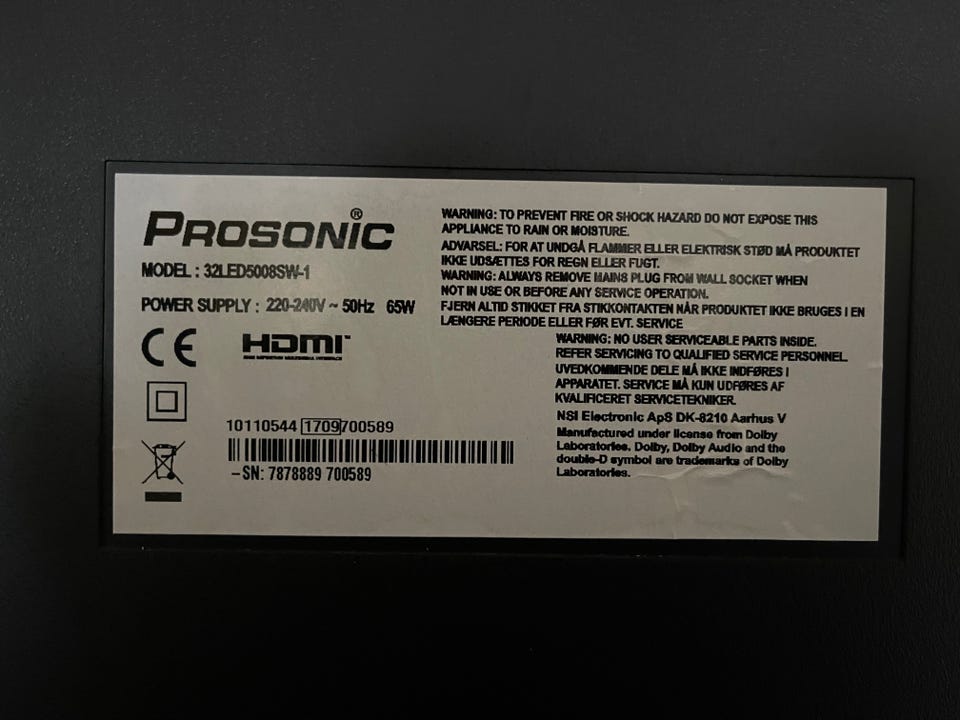 PROSONIC®
MODEL : 32LED5008SW-1
POWER SUPPLY : 220-240V ~ 50Hz 65W
CE HDMI™
HIGH DEFINITION MULTIMEDIA INTERFACE
10110544 1709700589
–SN: 7878889 700589
WARNING: TO PREVENT FIRE OR SHOCK HAZARD DO NOT EXPOSE THIS
APPLIANCE TO RAIN OR MOISTURE.
ADVARSEL: FOR AT UNDGÅ FLAMMER ELLER ELEKTRISK STØD MÅ PRODUKTET
IKKE UDSÆTTES FOR REGN ELLER FUGT.
WARNING: ALWAYS REMOVE MAINS PLUG FROM WALL SOCKET WHEN
NOT IN USE OR BEFORE ANY SERVICE OPERATION.
FJERN ALTID STIKKET FRA STIKKONTAKTEN NÅR PRODUKTET IKKE BRUGES I EN
LÆNGERE PERIODE ELLER FØR EVT. SERVICE
WARNING: NO USER SERVICEABLE PARTS INSIDE.
REFER SERVICING TO QUALIFIED SERVICE PERSONNEL.
UVEDKOMMENDE DELE MÅ IKKE INDFØRES I
APPARATET. SERVICE MÅ KUN UDFØRES AF
KVALIFICERET SERVICETEKNIKER.
NSI Electronic ApS DK-8210 Aarhus V
Manufactured under license from Dolby
Laboratories. Dolby, Dolby Audio and the
double-D symbol are trademarks of Dolby
Laboratories.